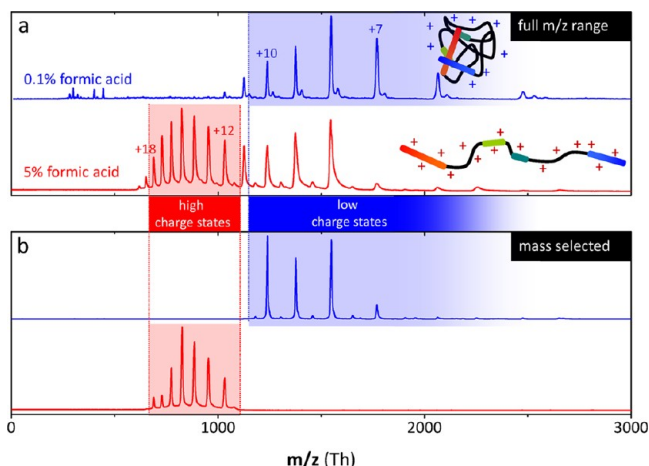 a
full m/z range
+10
+7
0.1% formic acid
+ + + + + + + + +
+18
+12
5% formic acid
+ + + + + + + + + + + + + +
high
charge states
low
charge states
b
mass selected
0 1000 2000 3000
m/z (Th)